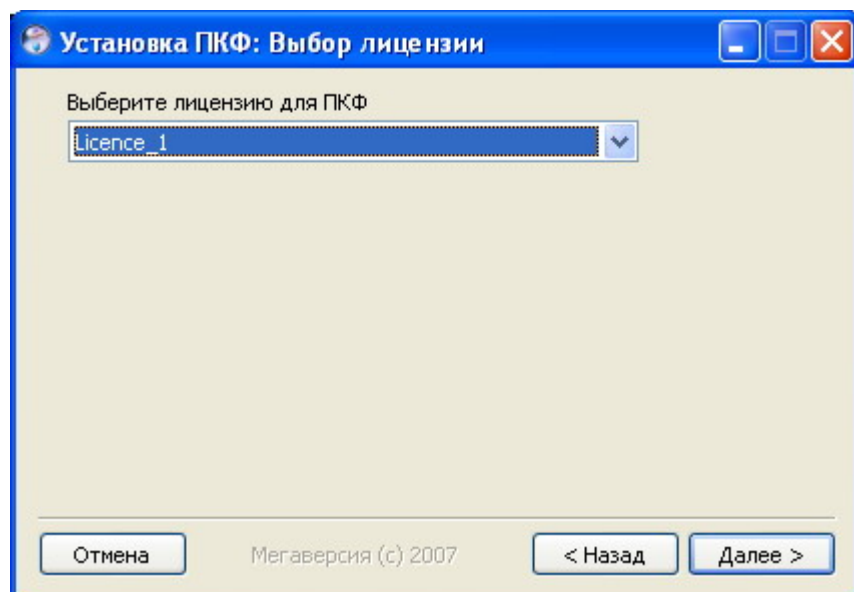 Установка ПКФ: Выбор лицензии
Выберите лицензию для ПКФ
Licence_1
Отмена
Мегаверсия (с) 2007
< Назад
Далее >